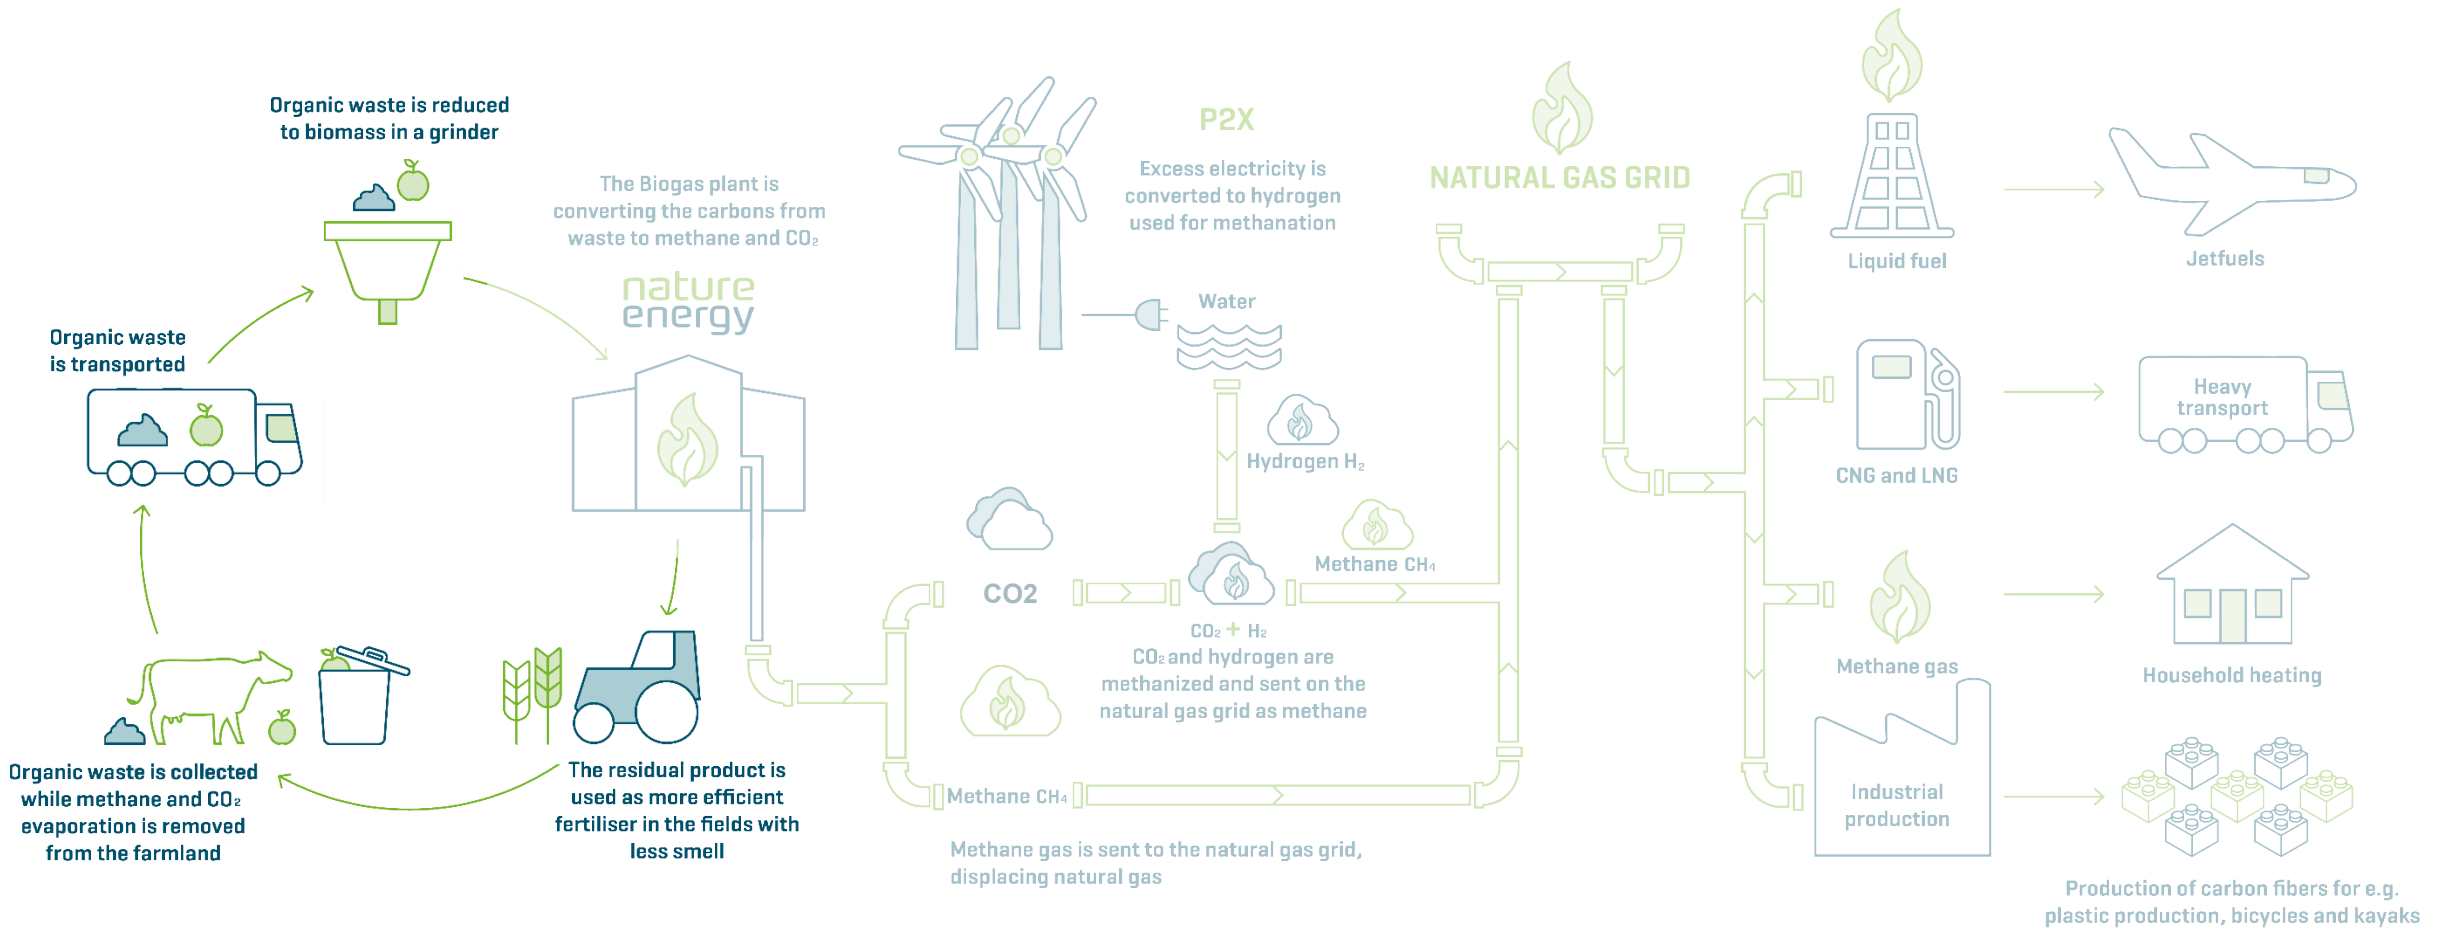 Organic waste is reduced
to biomass in a grinder
Organic waste
is transported
Organic waste is collected
while methane and CO₂
evaporation is removed
from the farmland
The residual product is
used as more efficient
fertiliser in the fields with
less smell
The Biogas plant is
converting the carbons from
waste to methane and CO₂
nature
energy
P2X
Excess electricity is
converted to hydrogen
used for methanation
Water
Hydrogen H₂
CO2
Methane CH₄
CO₂ + H₂
CO₂ and hydrogen are
methanized and sent on the
natural gas grid as methane
Methane CH₄
Methane gas is sent to the natural gas grid,
displacing natural gas
NATURAL GAS GRID
Liquid fuel
Jetfuels
CNG and LNG
Heavy
transport
Methane gas
Household heating
Industrial
production
Production of carbon fibers for e.g.
plastic production, bicycles and kayaks